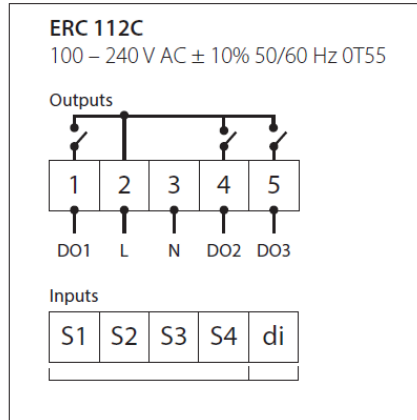 ERC 112C
100 – 240 V AC ± 10% 50/60 Hz 0T55
Outputs
1 2 3 4 5
DO1 L N DO2 DO3
Inputs
S1 S2 S3 S4 di